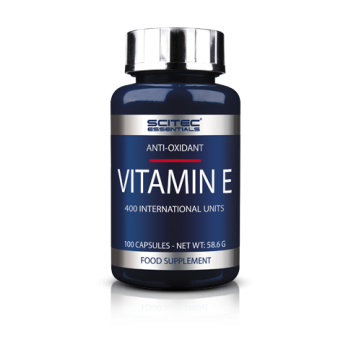 SCITEC
ESSENTIALS
ANTI-OXIDANT
VITAMIN E
400 INTERNATIONAL UNITS
100 CAPSULES - NET WT: 58.6 G
FOOD SUPPLEMENT